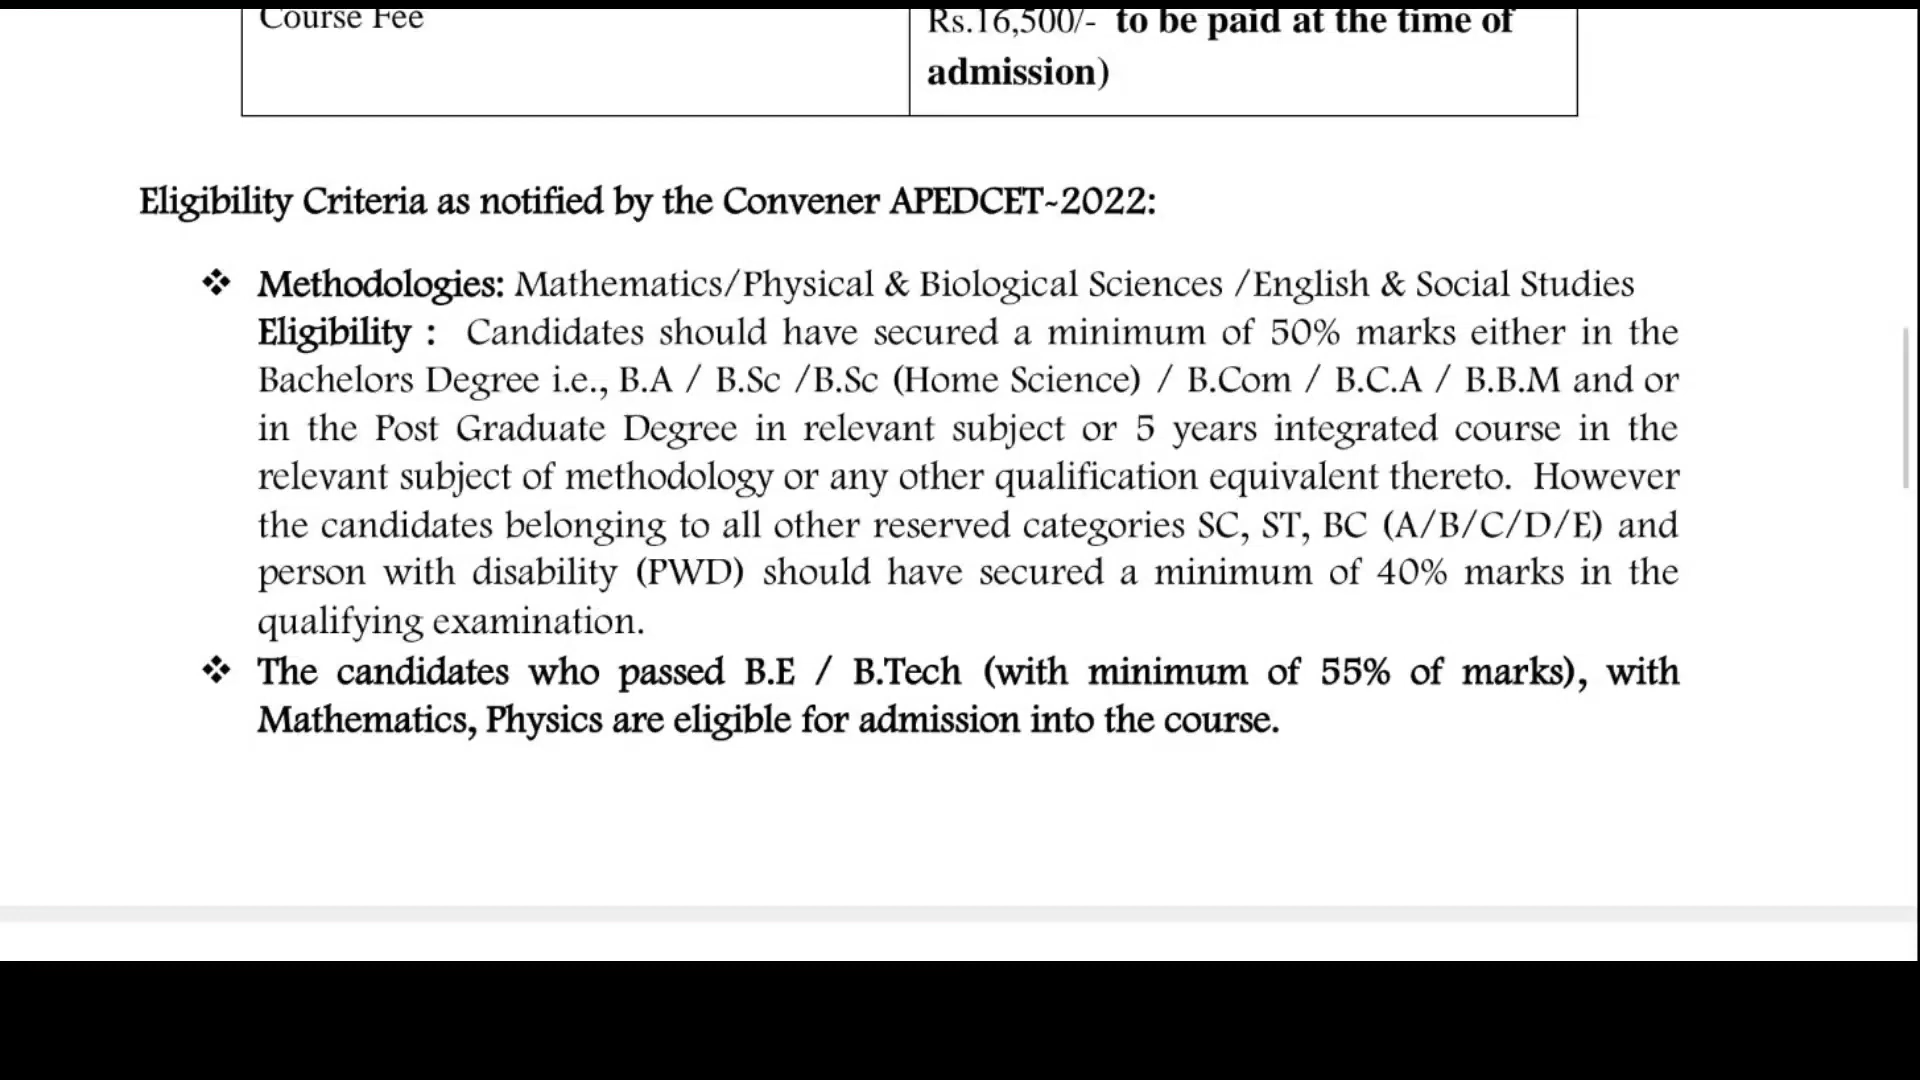 Course Fee
Rs.16,500/- to be paid at the time of
admission)
Eligibility Criteria as notified by the Convener APEDCET-2022:
❖ Methodologies: Mathematics/Physical & Biological Sciences /English & Social Studies
Eligibility : Candidates should have secured a minimum of 50% marks either in the
Bachelors Degree i.e., B.A / B.Sc /B.Sc (Home Science) / B.Com / B.C.A / B.B.M and or
in the Post Graduate Degree in relevant subject or 5 years integrated course in the
relevant subject of methodology or any other qualification equivalent thereto. However
the candidates belonging to all other reserved categories SC, ST, BC (A/B/C/D/E) and
person with disability (PWD) should have secured a minimum of 40% marks in the
qualifying examination.
❖ The candidates who passed B.E / B.Tech (with minimum of 55% of marks), with
Mathematics, Physics are eligible for admission into the course.